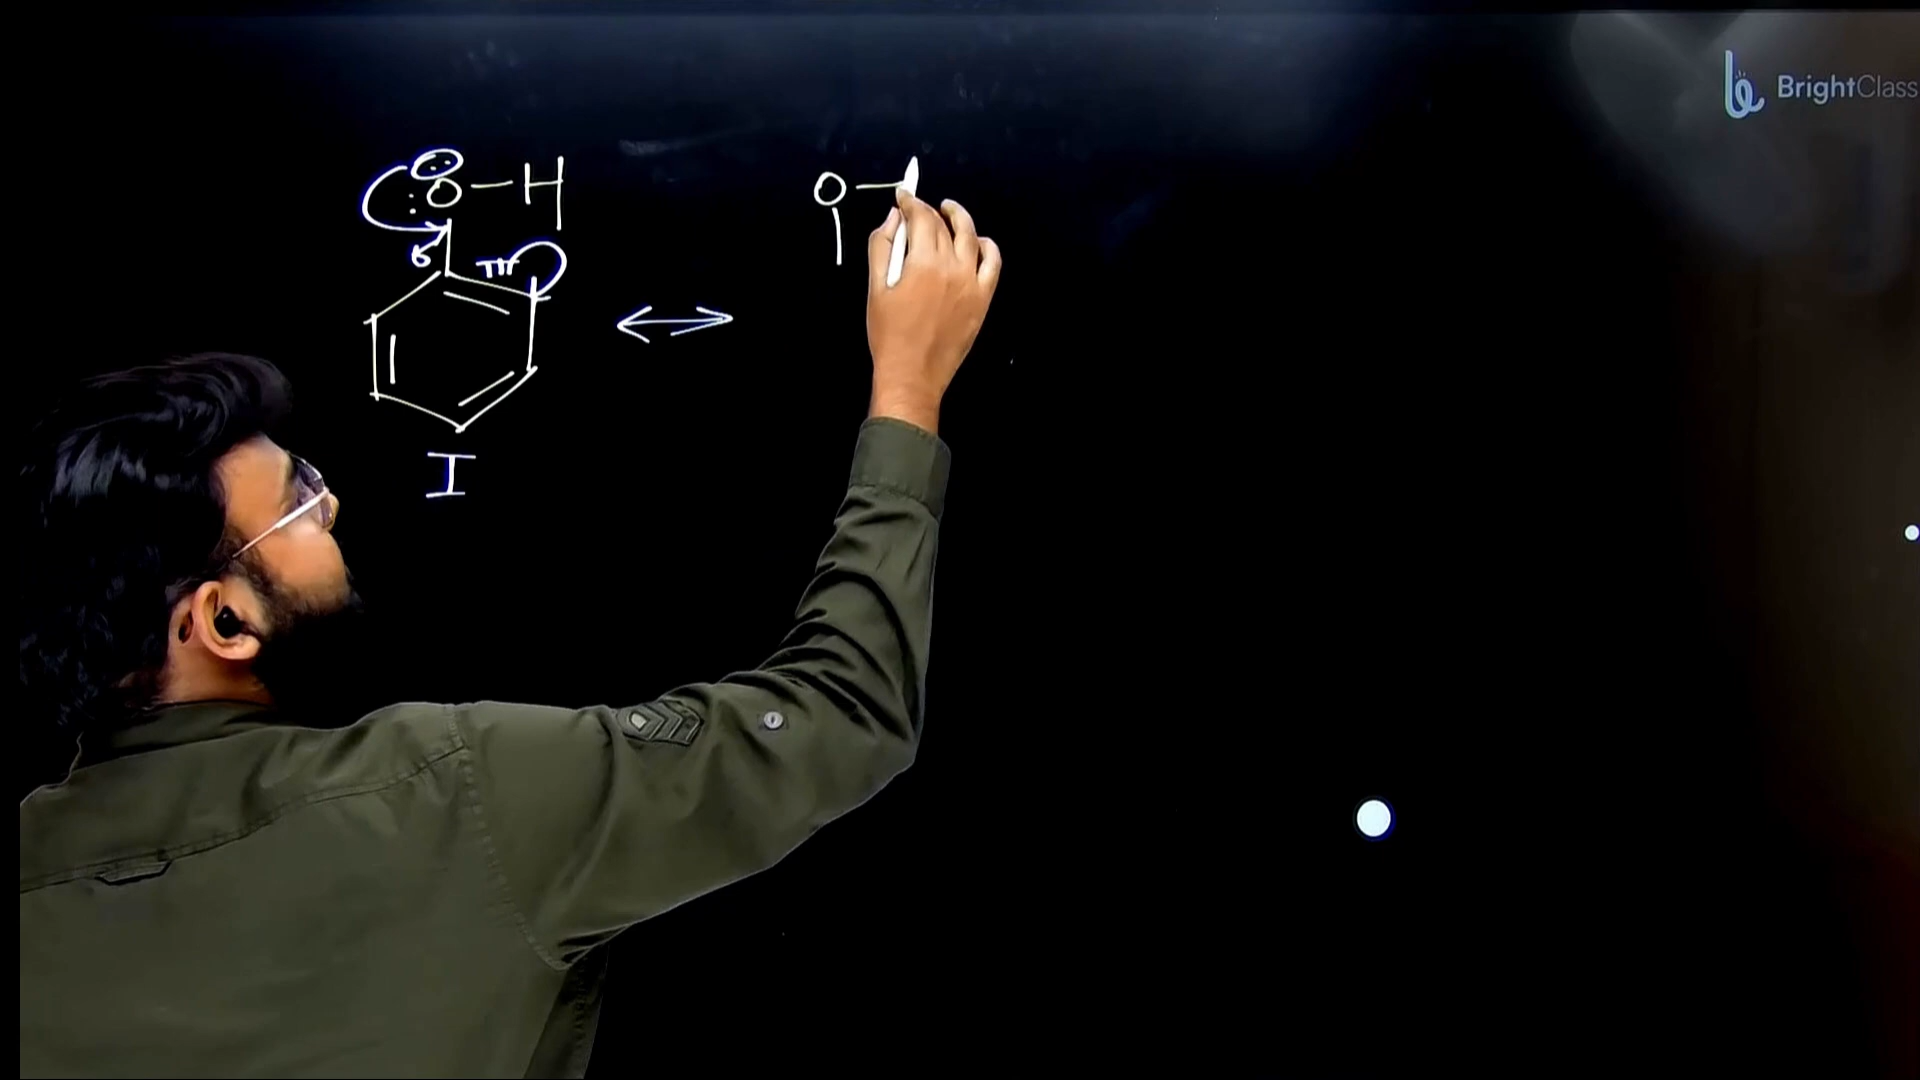 BrightClass
O-H
O-
σ
π
I